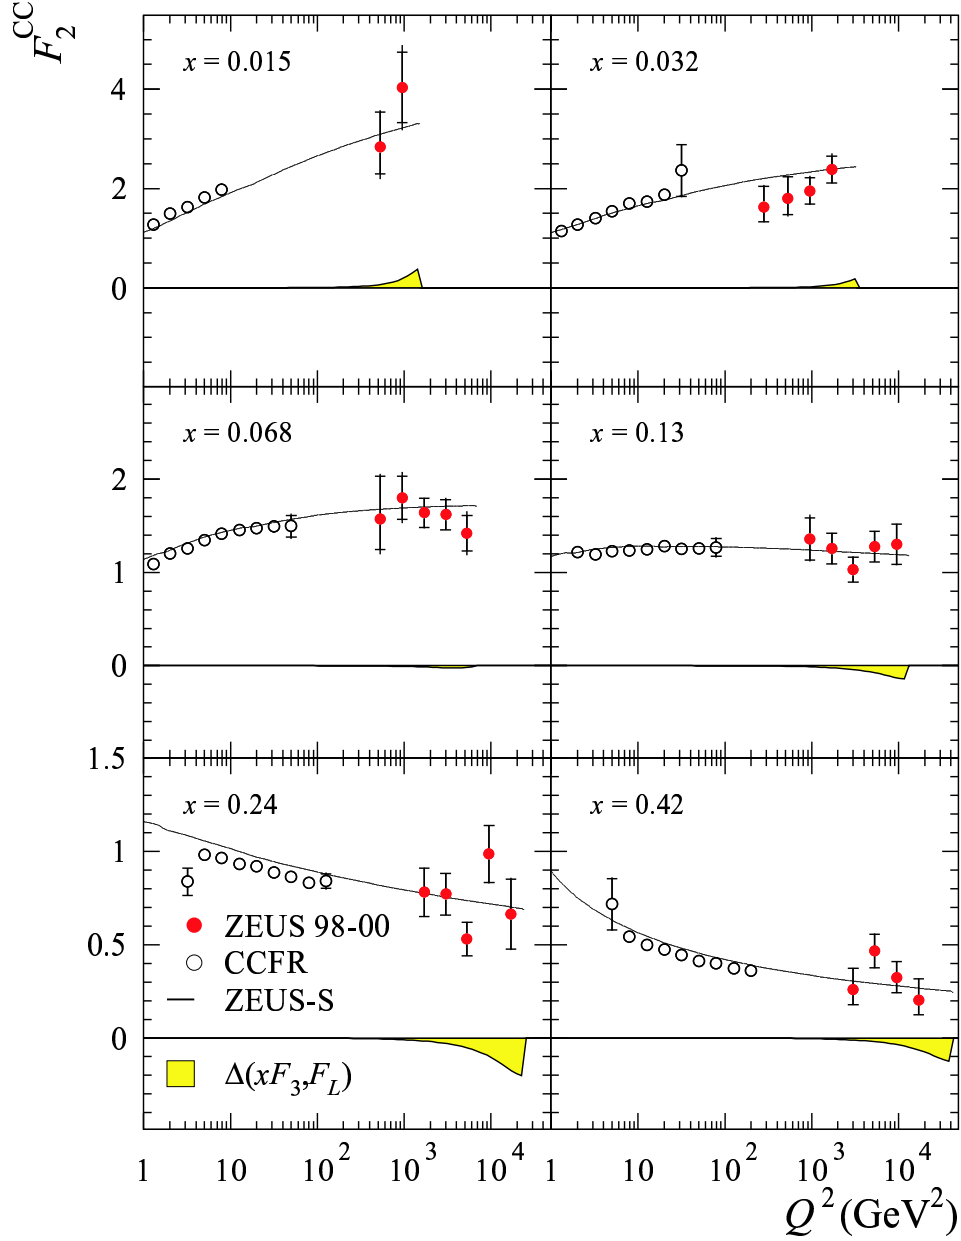 F₂^CC
x = 0.015
x = 0.032
4
2
0
x = 0.068
x = 0.13
2
1
0
1.5
x = 0.24
x = 0.42
1
ZEUS 98-00
0.5
CCFR
ZEUS-S
0
Δ(xF₃,F_L)
1 10 10² 10³ 10⁴ 1 10 10² 10³ 10⁴
Q² (GeV²)